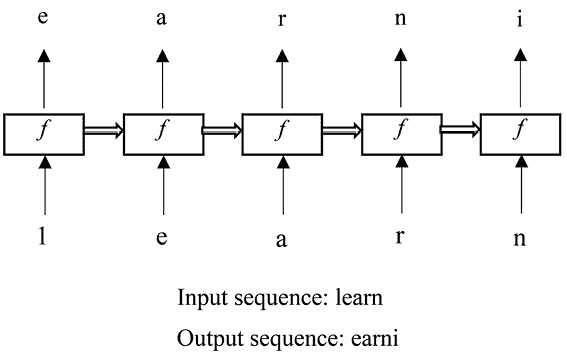 e a r n i
f f f f f
l e a r n
Input sequence: learn
Output sequence: earni